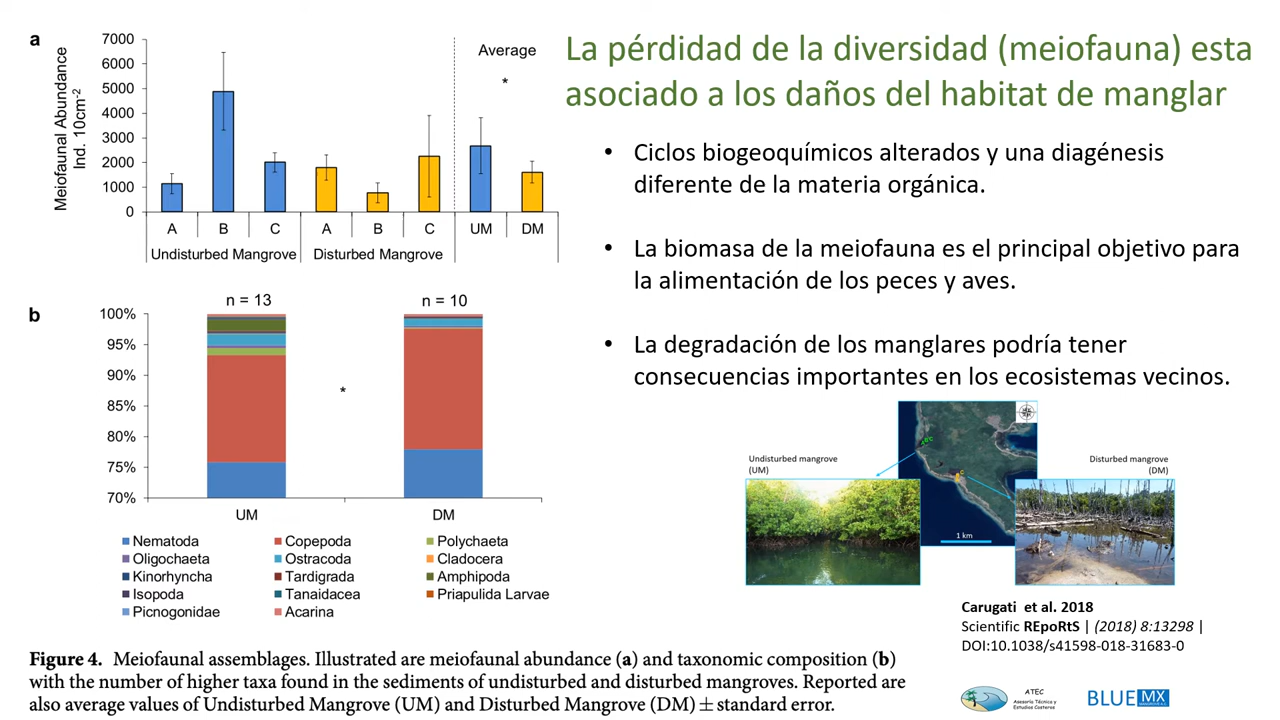 La pérdidad de la diversidad (meiofauna) esta
asociado a los daños del habitat de manglar
a
Meiofaunal Abundance
Ind. 10cm-2
7000
6000
5000
4000
3000
2000
1000
0
Average
*
A B C A B C UM DM
Undisturbed Mangrove Disturbed Mangrove
b
n = 13 n = 10
100%
95%
90%
85%
80%
75%
70%
*
UM DM
Nematoda Copepoda Polychaeta
Oligochaeta Ostracoda Cladocera
Kinorhyncha Tardigrada Amphipoda
Isopoda Tanaidacea Priapulida Larvae
Picnogonidae Acarina
Figure 4. Meiofaunal assemblages. Illustrated are meiofaunal abundance (a) and taxonomic composition (b)
with the number of higher taxa found in the sediments of undisturbed and disturbed mangroves. Reported are
also average values of Undisturbed Mangrove (UM) and Disturbed Mangrove (DM) ± standard error.
• Ciclos biogeoquímicos alterados y una diagénesis
diferente de la materia orgánica.
• La biomasa de la meiofauna es el principal objetivo para
la alimentación de los peces y aves.
• La degradación de los manglares podría tener
consecuencias importantes en los ecosistemas vecinos.
Undisturbed mangrove
(UM)
Disturbed mangrove
(DM)
1 km
Carugati et al. 2018
Scientific REpoRtS | (2018) 8:13298 |
DOI:10.1038/s41598-018-31683-0
ATEC
Asesoría Técnica y
Estudios Costeros
BLUE MX